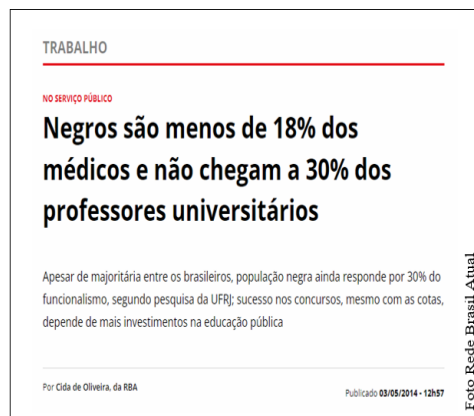 TRABALHO
NO SERVIÇO PÚBLICO
Negros são menos de 18% dos
médicos e não chegam a 30% dos
professores universitários
Apesar de majoritária entre os brasileiros, população negra ainda responde por 30% do
funcionalismo, segundo pesquisa da UFRJ; sucesso nos concursos, mesmo com as cotas,
depende de mais investimentos na educação pública
Por Cida de Oliveira, da RBA
Publicado 03/05/2014 - 12h57
Foto Rede Brasil Atual